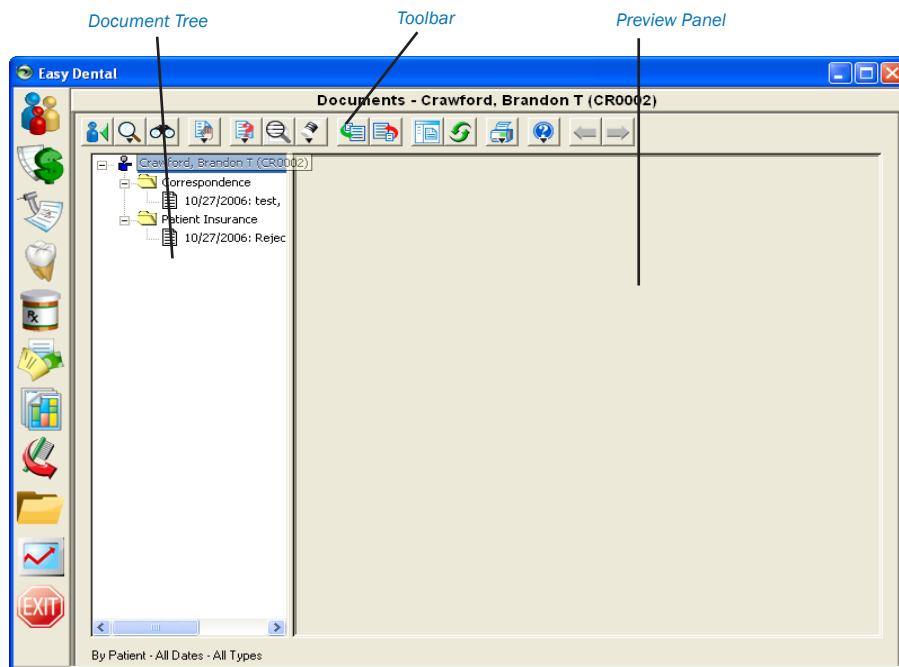 Document Tree
Toolbar
Preview Panel
Easy Dental
Documents - Crawford, Brandon T (CR0002)
Crawford, Brandon T (CR0002)
Correspondence
10/27/2006: test,
Patient Insurance
10/27/2006: Rejec
Rx
EXIT
By Patient - All Dates - All Types